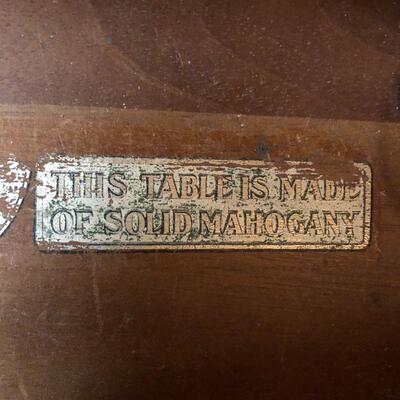 THIS TABLE IS MADE
OF SOLID MAHOGANY